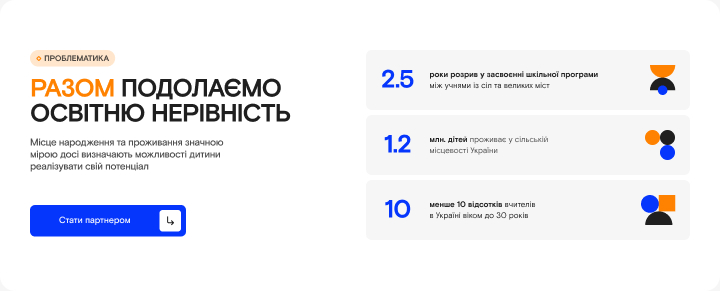 ПРОБЛЕМАТИКА
РАЗОМ ПОДОЛАЄМО
ОСВІТНЮ НЕРІВНІСТЬ
Місце народження та проживання значною
мірою досі визначають можливості дитини
реалізувати свій потенціал
Стати партнером
2.5
роки розрив у засвоєнні шкільної програми
між учнями із сіл та великих міст
1.2
млн. дітей проживає у сільській
місцевості України
10
менше 10 відсотків вчителів
в Україні віком до 30 років